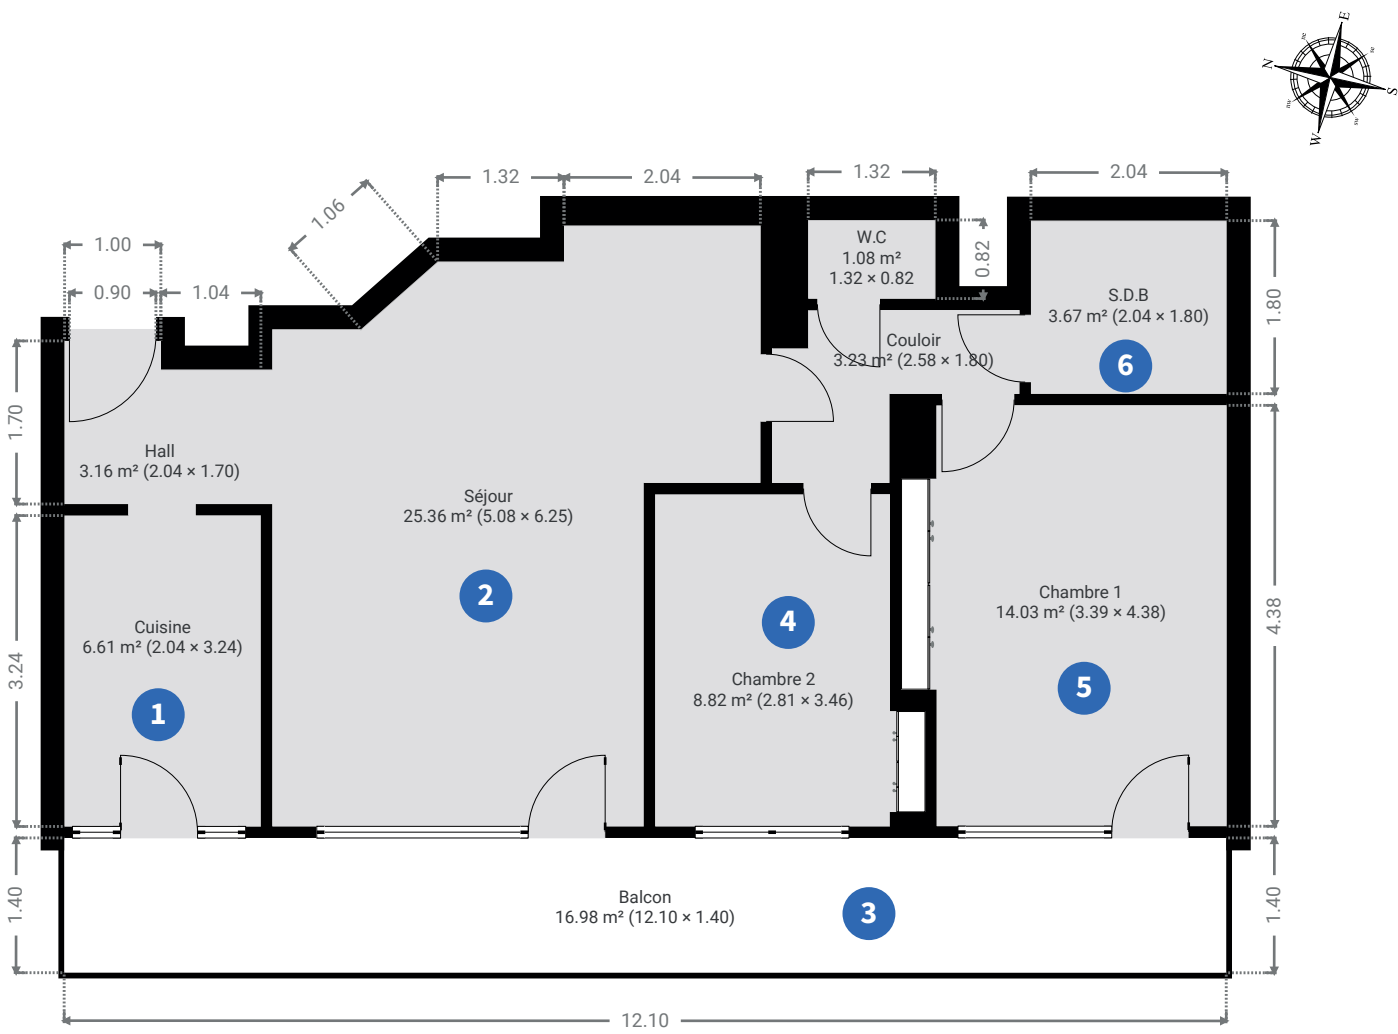 E
N
S
W
1.32
2.04
1.32
2.04
1.06
1.00
0.90
1.04
W.C
1.08 m²
1.32 × 0.82
0.82
S.D.B
3.67 m² (2.04 × 1.80)
6
1.80
Couloir
3.23 m² (2.58 × 1.80)
1.70
Hall
3.16 m² (2.04 × 1.70)
Séjour
25.36 m² (5.08 × 6.25)
2
4
Chambre 1
14.03 m² (3.39 × 4.38)
5
4.38
Cuisine
6.61 m² (2.04 × 3.24)
1
3.24
Chambre 2
8.82 m² (2.81 × 3.46)
1.40
Balcon
16.98 m² (12.10 × 1.40)
3
1.40
12.10